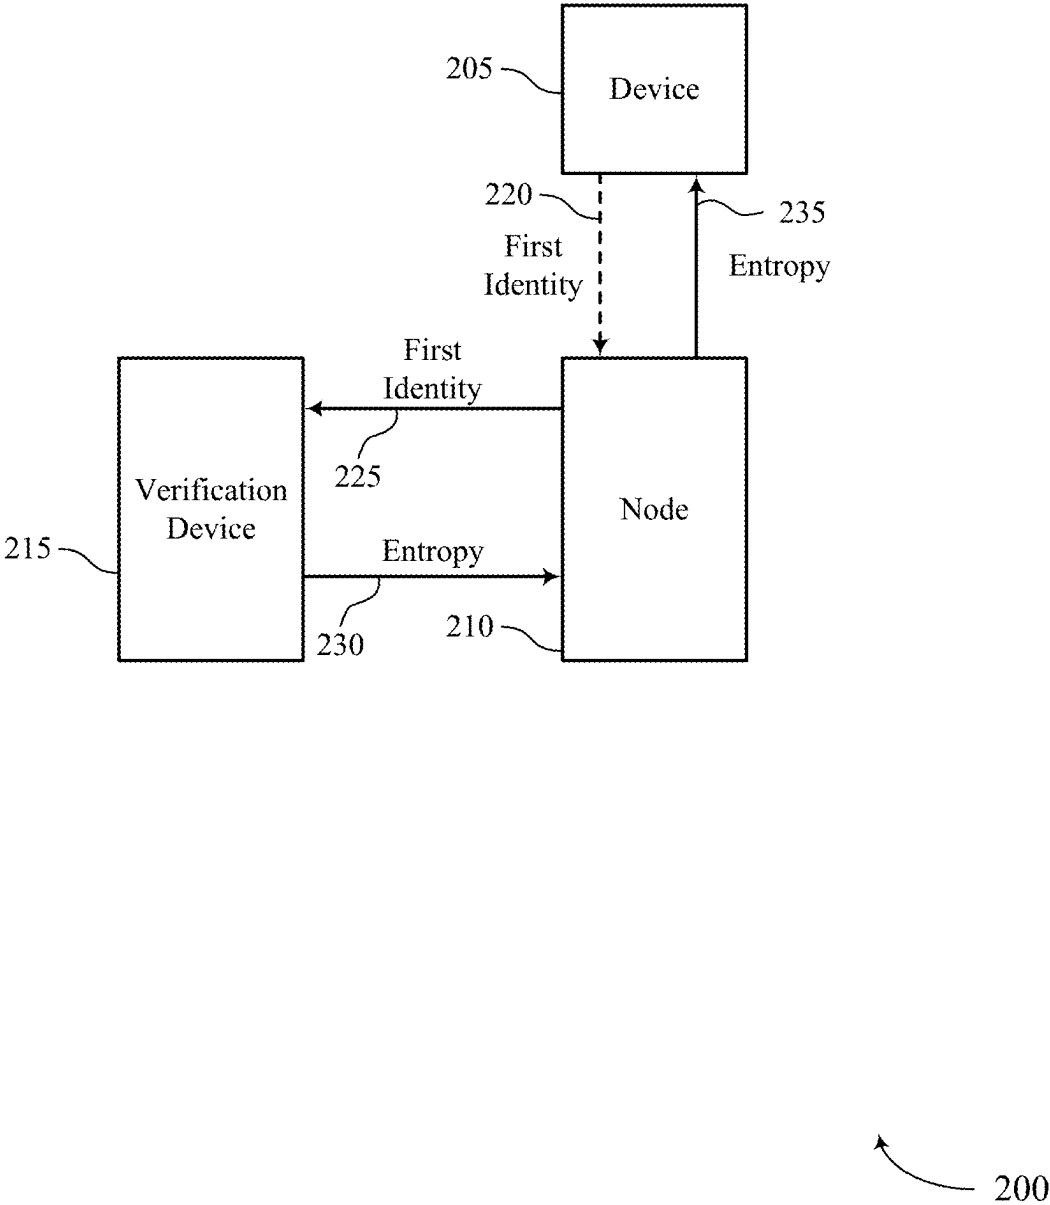 205
Device
220
235
First
Identity
Entropy
First
Identity
225
Verification
Device
Node
215
Entropy
230
210
200